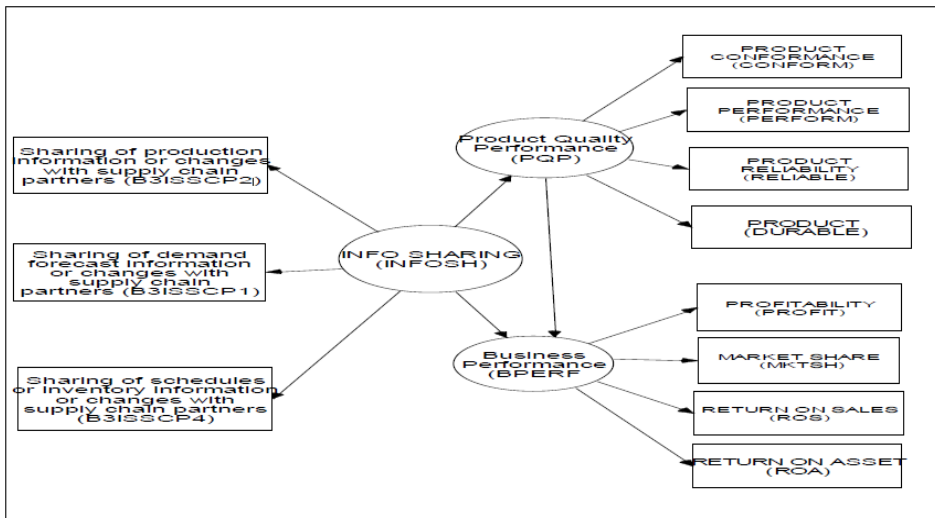 Sharing of production
information or changes
with supply chain
partners (B3ISSCP2)
Sharing of demand
forecast information
or changes with
supply chain
partners (B3ISSCP1)
Sharing of schedules
or inventory information
or changes with
supply chain partners
(B3ISSCP4)
INFO SHARING
(INFOSH)
Product Quality
Performance
(PQP)
Business
Performance
(BPERF
PRODUCT
CONFORMANCE
(CONFORM)
PRODUCT
PERFORMANCE
(PERFORM)
PRODUCT
RELIABILITY
(RELIABLE)
PRODUCT
(DURABLE)
PROFITABILITY
(PROFIT)
MARKET SHARE
(MKTSH)
RETURN ON SALES
(ROS)
RETURN ON ASSET
(ROA)